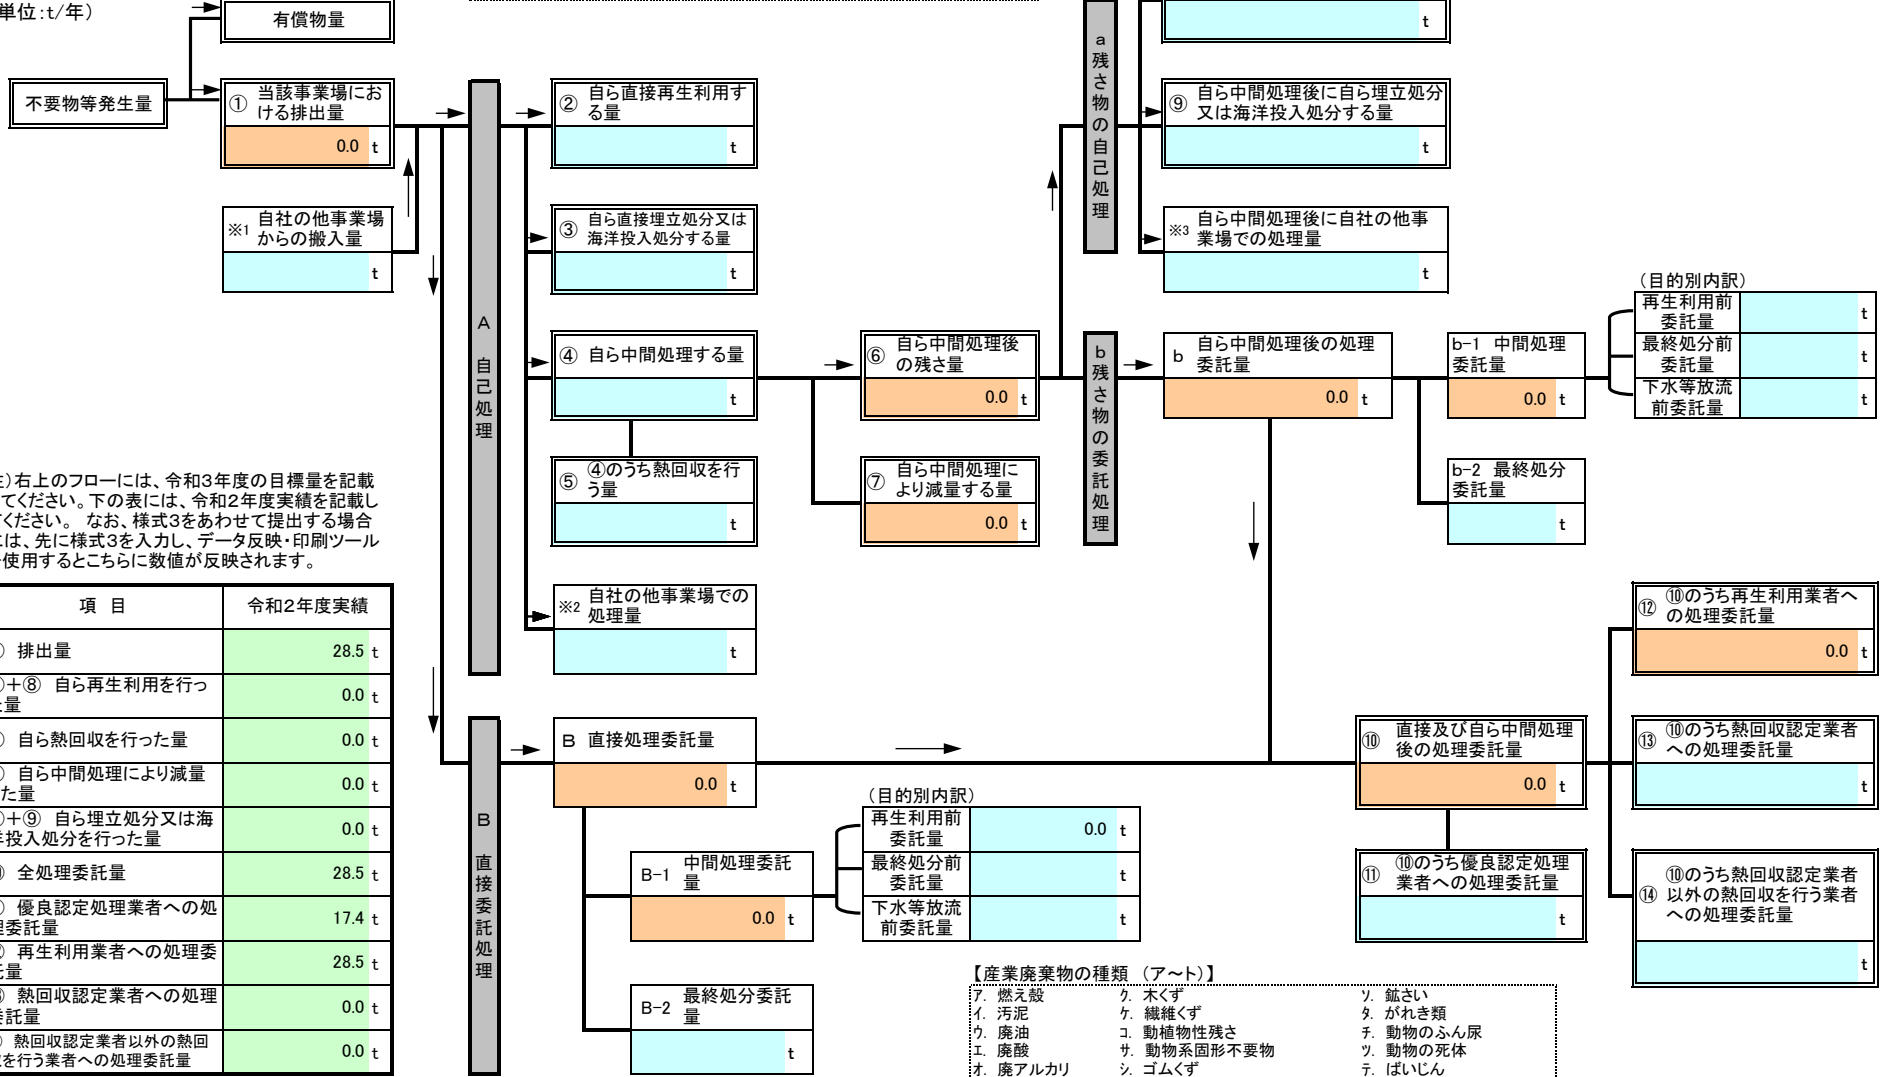 単位:t/年)
有償物量
不要物等発生量
① 当該事業場にお
ける排出量
0.0 t
※1 自社の他事業場
からの搬入量
t
A 自己処理
② 自ら直接再生利用す
る量
t
③ 自ら直接埋立処分又は
海洋投入処分する量
t
④ 自ら中間処理する量
t
⑤ ④のうち熱回収を行
う量
t
※2 自社の他事業場での
処理量
t
⑥ 自ら中間処理後
の残さ量
0.0 t
⑦ 自ら中間処理に
より減量する量
0.0 t
a 残さ物の自己処理
t
⑨ 自ら中間処理後に自ら埋立処分
又は海洋投入処分する量
t
※3 自ら中間処理後に自社の他事
業場での処理量
t
b 残さ物の委託処理
b 自ら中間処理後の処理
委託量
0.0 t
b-1 中間処理
委託量
0.0 t
b-2 最終処分
委託量
t
(目的別内訳)
再生利用前
委託量
t
最終処分前
委託量
t
下水等放流
前委託量
t
)右上のフローには、令和3年度の目標量を記載
てください。下の表には、令和2年度実績を記載し
ください。 なお、様式3をあわせて提出する場合
は、先に様式3を入力し、データ反映・印刷ツール
使用するとこちらに数値が反映されます。
項 目 令和2年度実績
) 排出量 28.5 t
)+⑧ 自ら再生利用を行っ
量 0.0 t
) 自ら熱回収を行った量 0.0 t
) 自ら中間処理により減量
た量 0.0 t
)+⑨ 自ら埋立処分又は海
投入処分を行った量 0.0 t
) 全処理委託量 28.5 t
) 優良認定処理業者への処
委託量 17.4 t
) 再生利用業者への処理委
量 28.5 t
) 熱回収認定業者への処理
託量 0.0 t
) 熱回収認定業者以外の熱回
を行う業者への処理委託量 0.0 t
B 直接委託処理
B 直接処理委託量
0.0 t
B-1 中間処理委託
量
0.0 t
B-2 最終処分委託
量
t
(目的別内訳)
再生利用前
委託量
0.0 t
最終処分前
委託量
t
下水等放流
前委託量
t
⑩ 直接及び自ら中間処理
後の処理委託量
0.0 t
⑪ ⑩のうち優良認定処理
業者への処理委託量
t
⑫ ⑩のうち再生利用業者へ
の処理委託量
0.0 t
⑬ ⑩のうち熱回収認定業者
への処理委託量
t
⑭ ⑩のうち熱回収認定業者
以外の熱回収を行う業者
への処理委託量
t
【産業廃棄物の種類 (ア~ト)】
ア. 燃え殻 ク. 木くず ソ. 鉱さい
イ. 汚泥 ケ. 繊維くず タ. がれき類
ウ. 廃油 コ. 動植物性残さ チ. 動物のふん尿
エ. 廃酸 サ. 動物系固形不要物 ツ. 動物の死体
オ. 廃アルカリ シ. ゴムくず テ. ばいじん